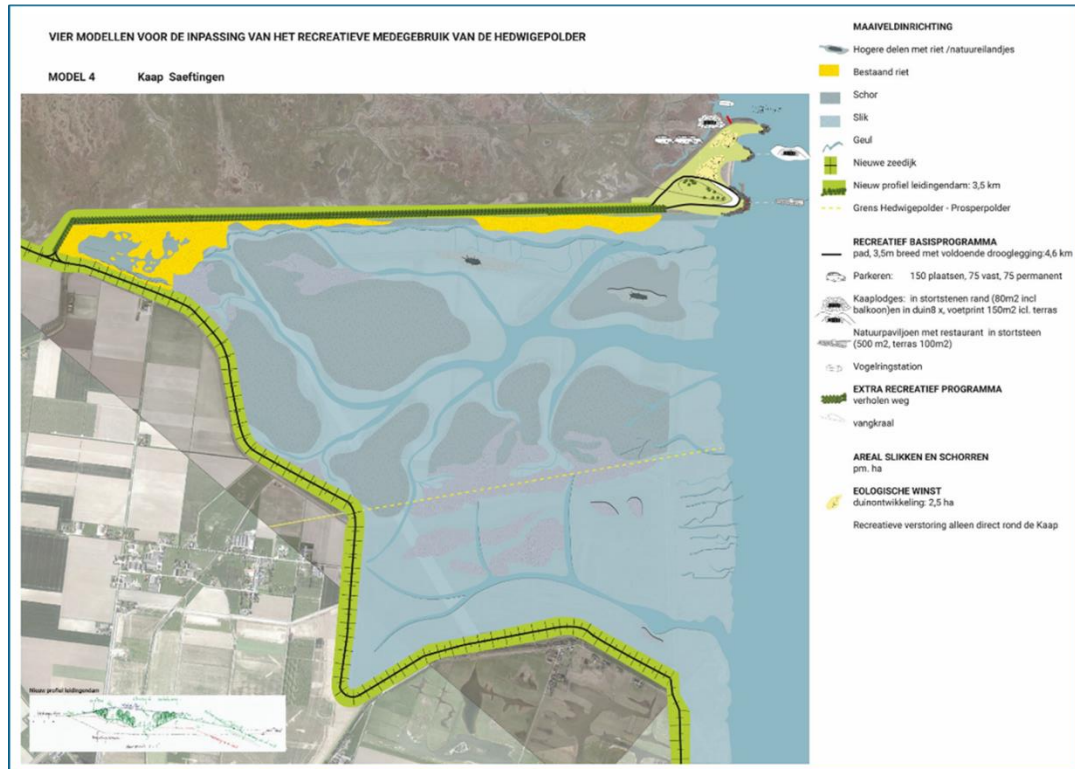 VIER MODELLEN VOOR DE INPASSING VAN HET RECREATIEVE MEDEGEBRUIK VAN DE HEDWIGEPOLDER
MODEL 4 Kaap Saeftingen
MAAIVELDINRICHTING
Hogere delen met riet /natuureilandjes
Bestaand riet
Schor
Slik
Geul
Nieuwe zeedijk
Nieuw profiel leidingendam: 3,5 km
Grens Hedwigepolder - Prosperpolder
RECREATIEF BASISPROGRAMMA
pad, 3,5m breed met voldoende drooglegging:4,6 km
Parkeren: 150 plaatsen, 75 vast, 75 permanent
Kaaplodges: in stortstenen rand (80m2 incl
balkoon)en in duin8 x, voetprint 150m2 icl. terras
Natuurpaviljoen met restaurant in stortsteen
(500 m2, terras 100m2)
Vogelringstation
EXTRA RECREATIEF PROGRAMMA
verholen weg
vangkraal
AREAL SLIKKEN EN SCHORREN
pm. ha
EOLOGISCHE WINST
duinontwikkeling: 2,5 ha
Recreatieve verstoring alleen direct rond de Kaap
Nieuw profiel leidingendam